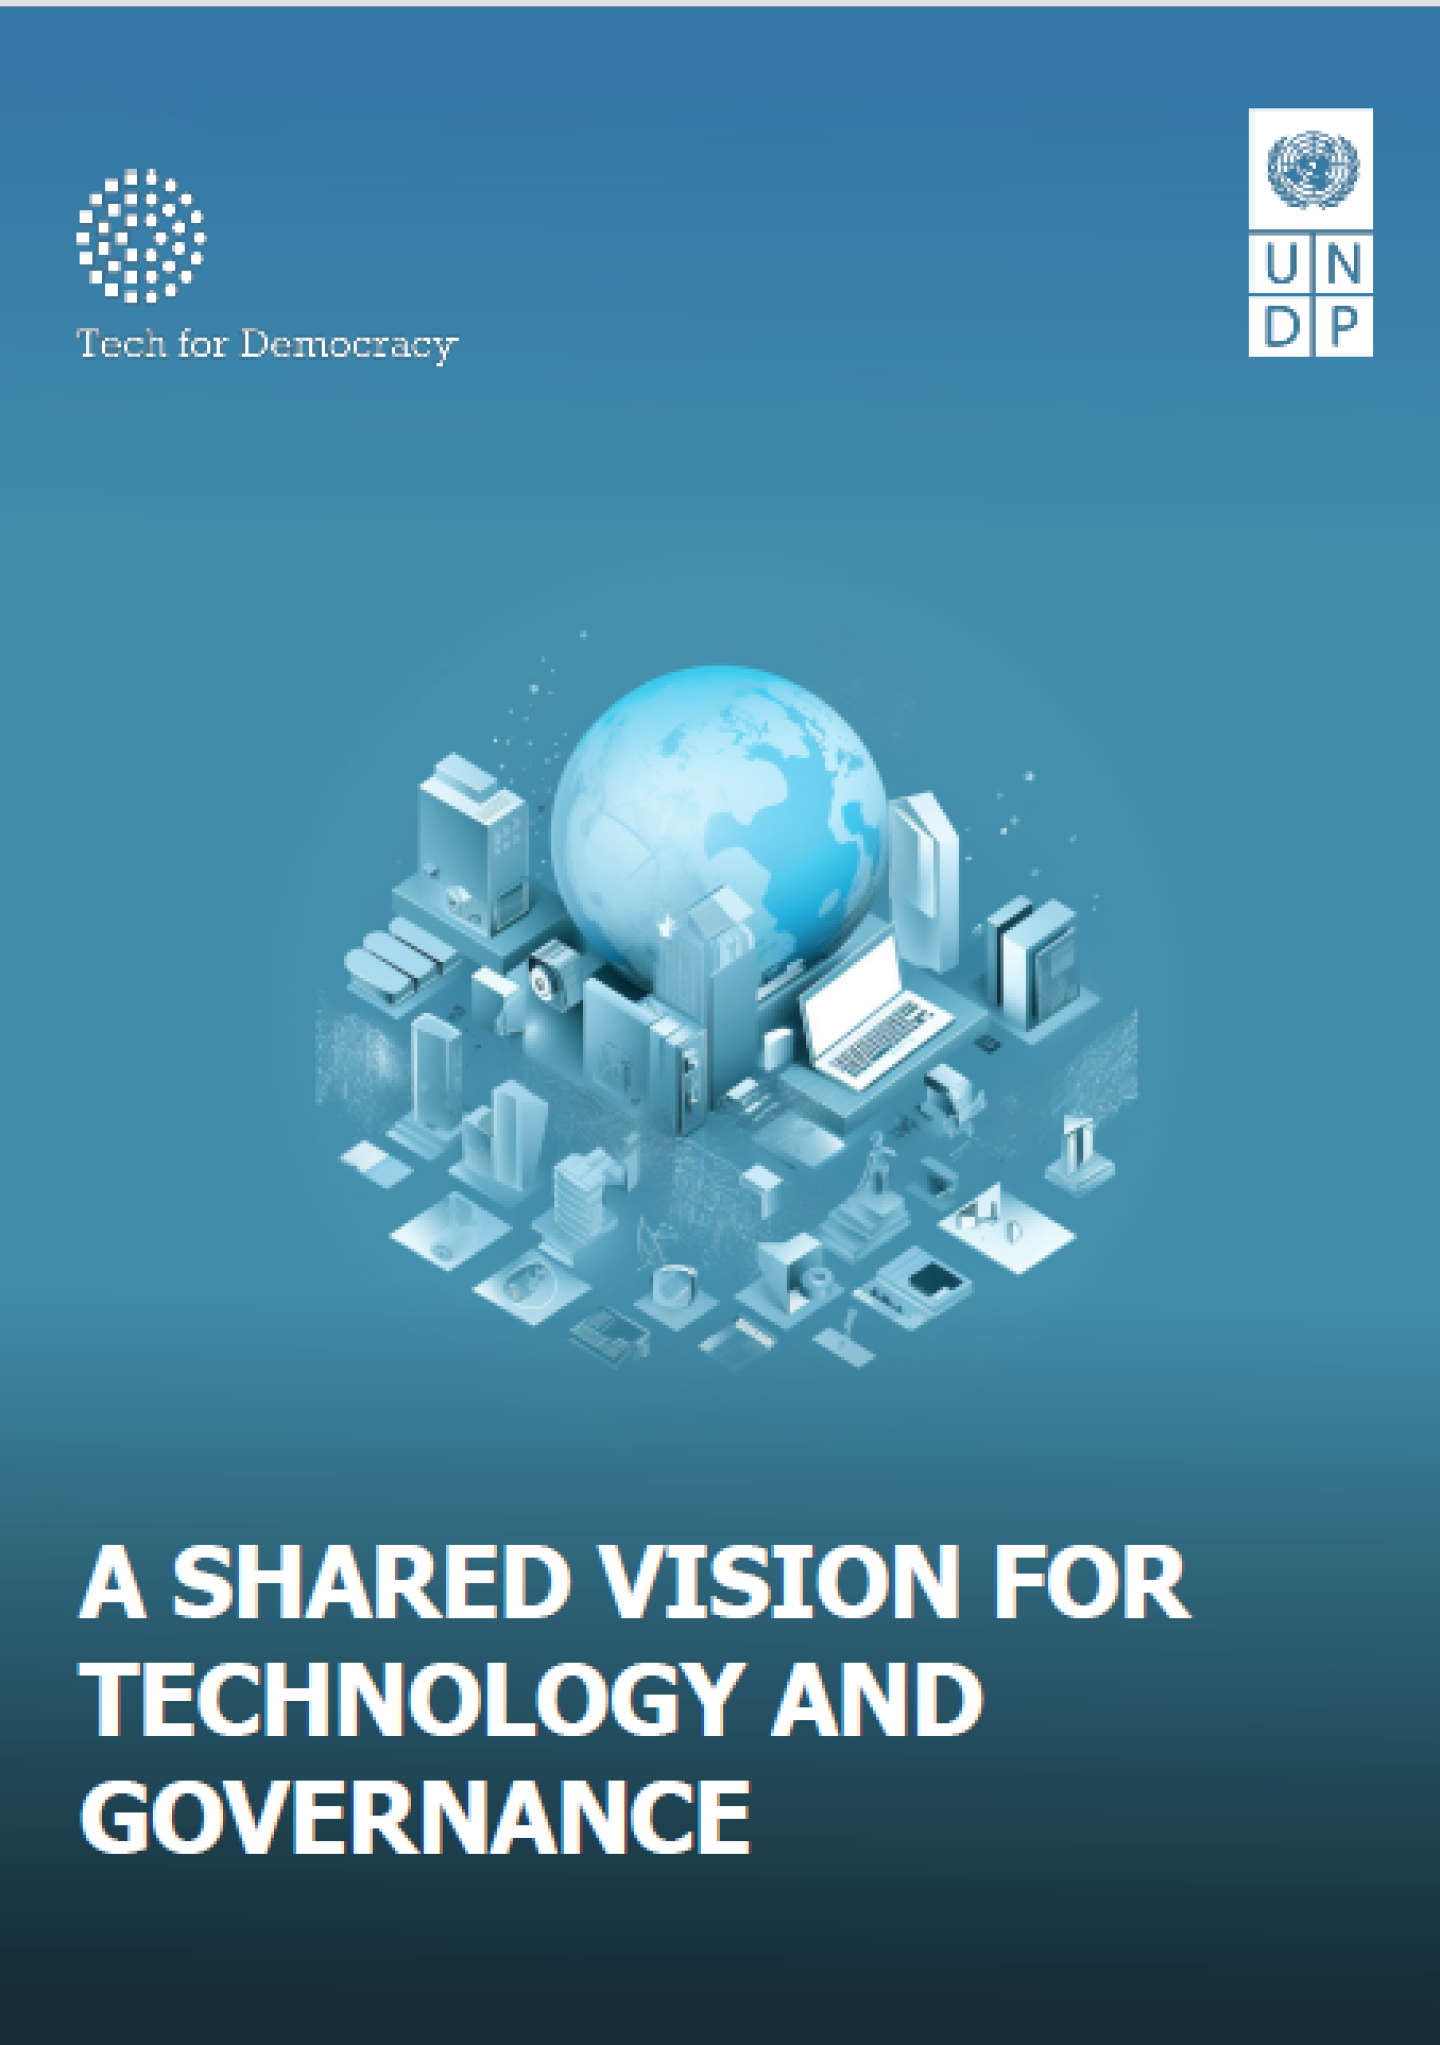 Tech for Democracy
U N
D P
A SHARED VISION FOR
TECHNOLOGY AND
GOVERNANCE